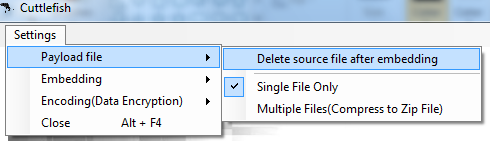 Cuttlefish
Settings
Payload file
Embedding
Encoding(Data Encryption)
Close Alt + F4
Delete source file after embedding
Single File Only
Multiple Files(Compress to Zip File)